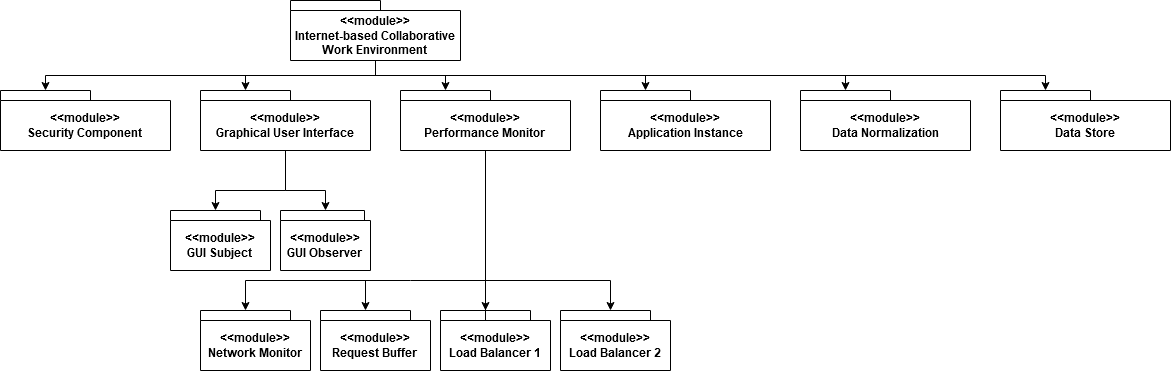 <<module>>
Internet-based Collaborative
Work Environment
<<module>>
Security Component
<<module>>
Graphical User Interface
<<module>>
Performance Monitor
<<module>>
Application Instance
<<module>>
Data Normalization
<<module>>
Data Store
<<module>>
GUI Subject
<<module>>
GUI Observer
<<module>>
Network Monitor
<<module>>
Request Buffer
<<module>>
Load Balancer 1
<<module>>
Load Balancer 2